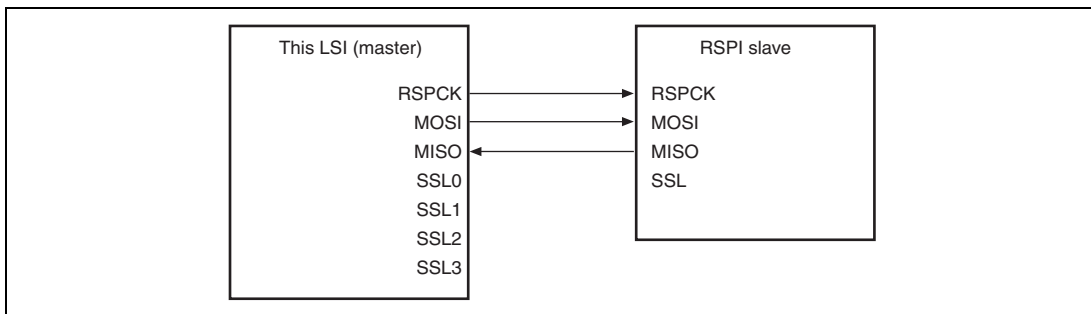 This LSI (master)
RSPCK
MOSI
MISO
SSL0
SSL1
SSL2
SSL3
RSPI slave
RSPCK
MOSI
MISO
SSL